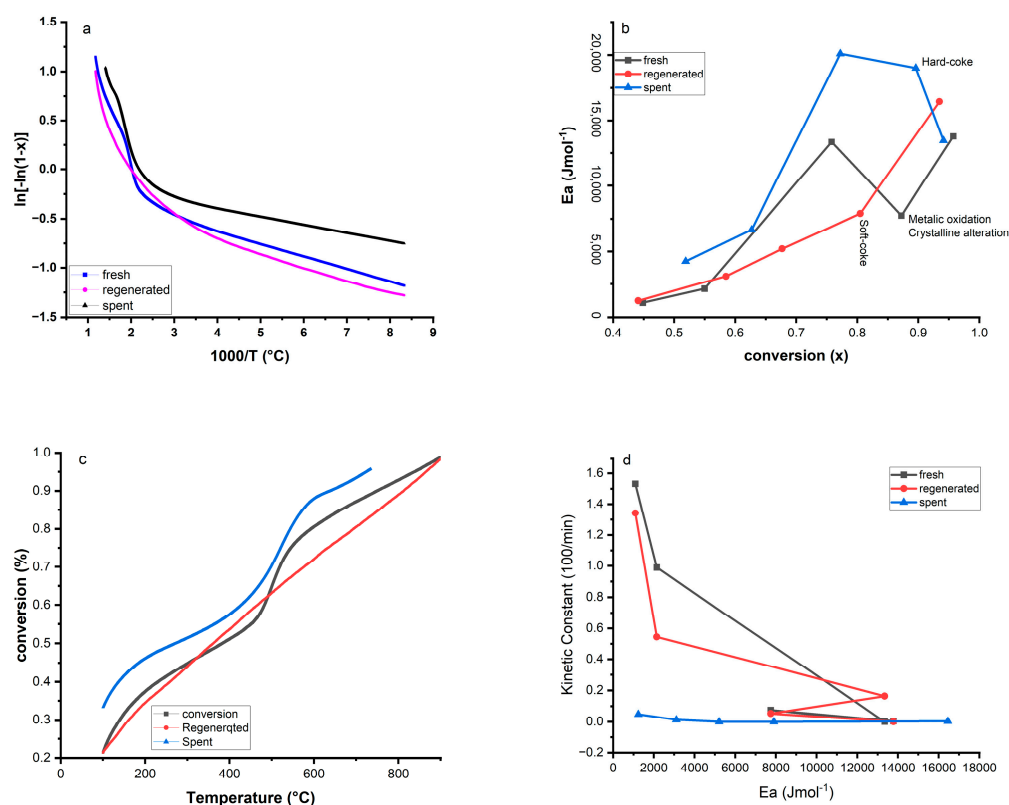 a
ln[-ln(1-x)]
1.5
1.0
0.5
0.0
−0.5
−1.0
−1.5
fresh
regenerated
spent
1 2 3 4 5 6 7 8 9
1000/T (°C)
b
Ea (Jmol-1)
20,000
15,000
10,000
5,000
0
fresh
regenerated
spent
Hard-coke
Soft-coke
Metalic oxidation
Crystalline alteration
0.4 0.5 0.6 0.7 0.8 0.9 1.0
conversion (x)
c
conversion (%)
1.0
0.9
0.8
0.7
0.6
0.5
0.4
0.3
0.2
conversion
Regenerqted
Spent
0 200 400 600 800
Temperature (°C)
d
Kinetic Constant (100/min)
1.6
1.4
1.2
1.0
0.8
0.6
0.4
0.2
0.0
−0.2
fresh
regenerated
spent
0 2000 4000 6000 8000 10000 12000 14000 16000 18000
Ea (Jmol-1)